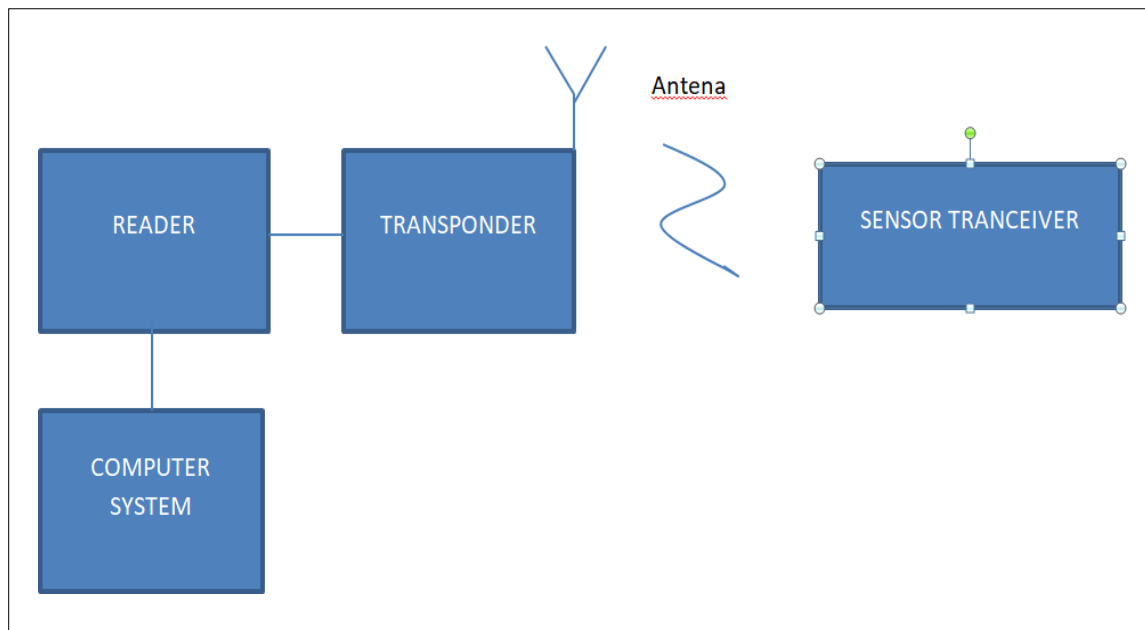 Antena
READER
TRANSPONDER
SENSOR TRANCEIVER
COMPUTER
SYSTEM